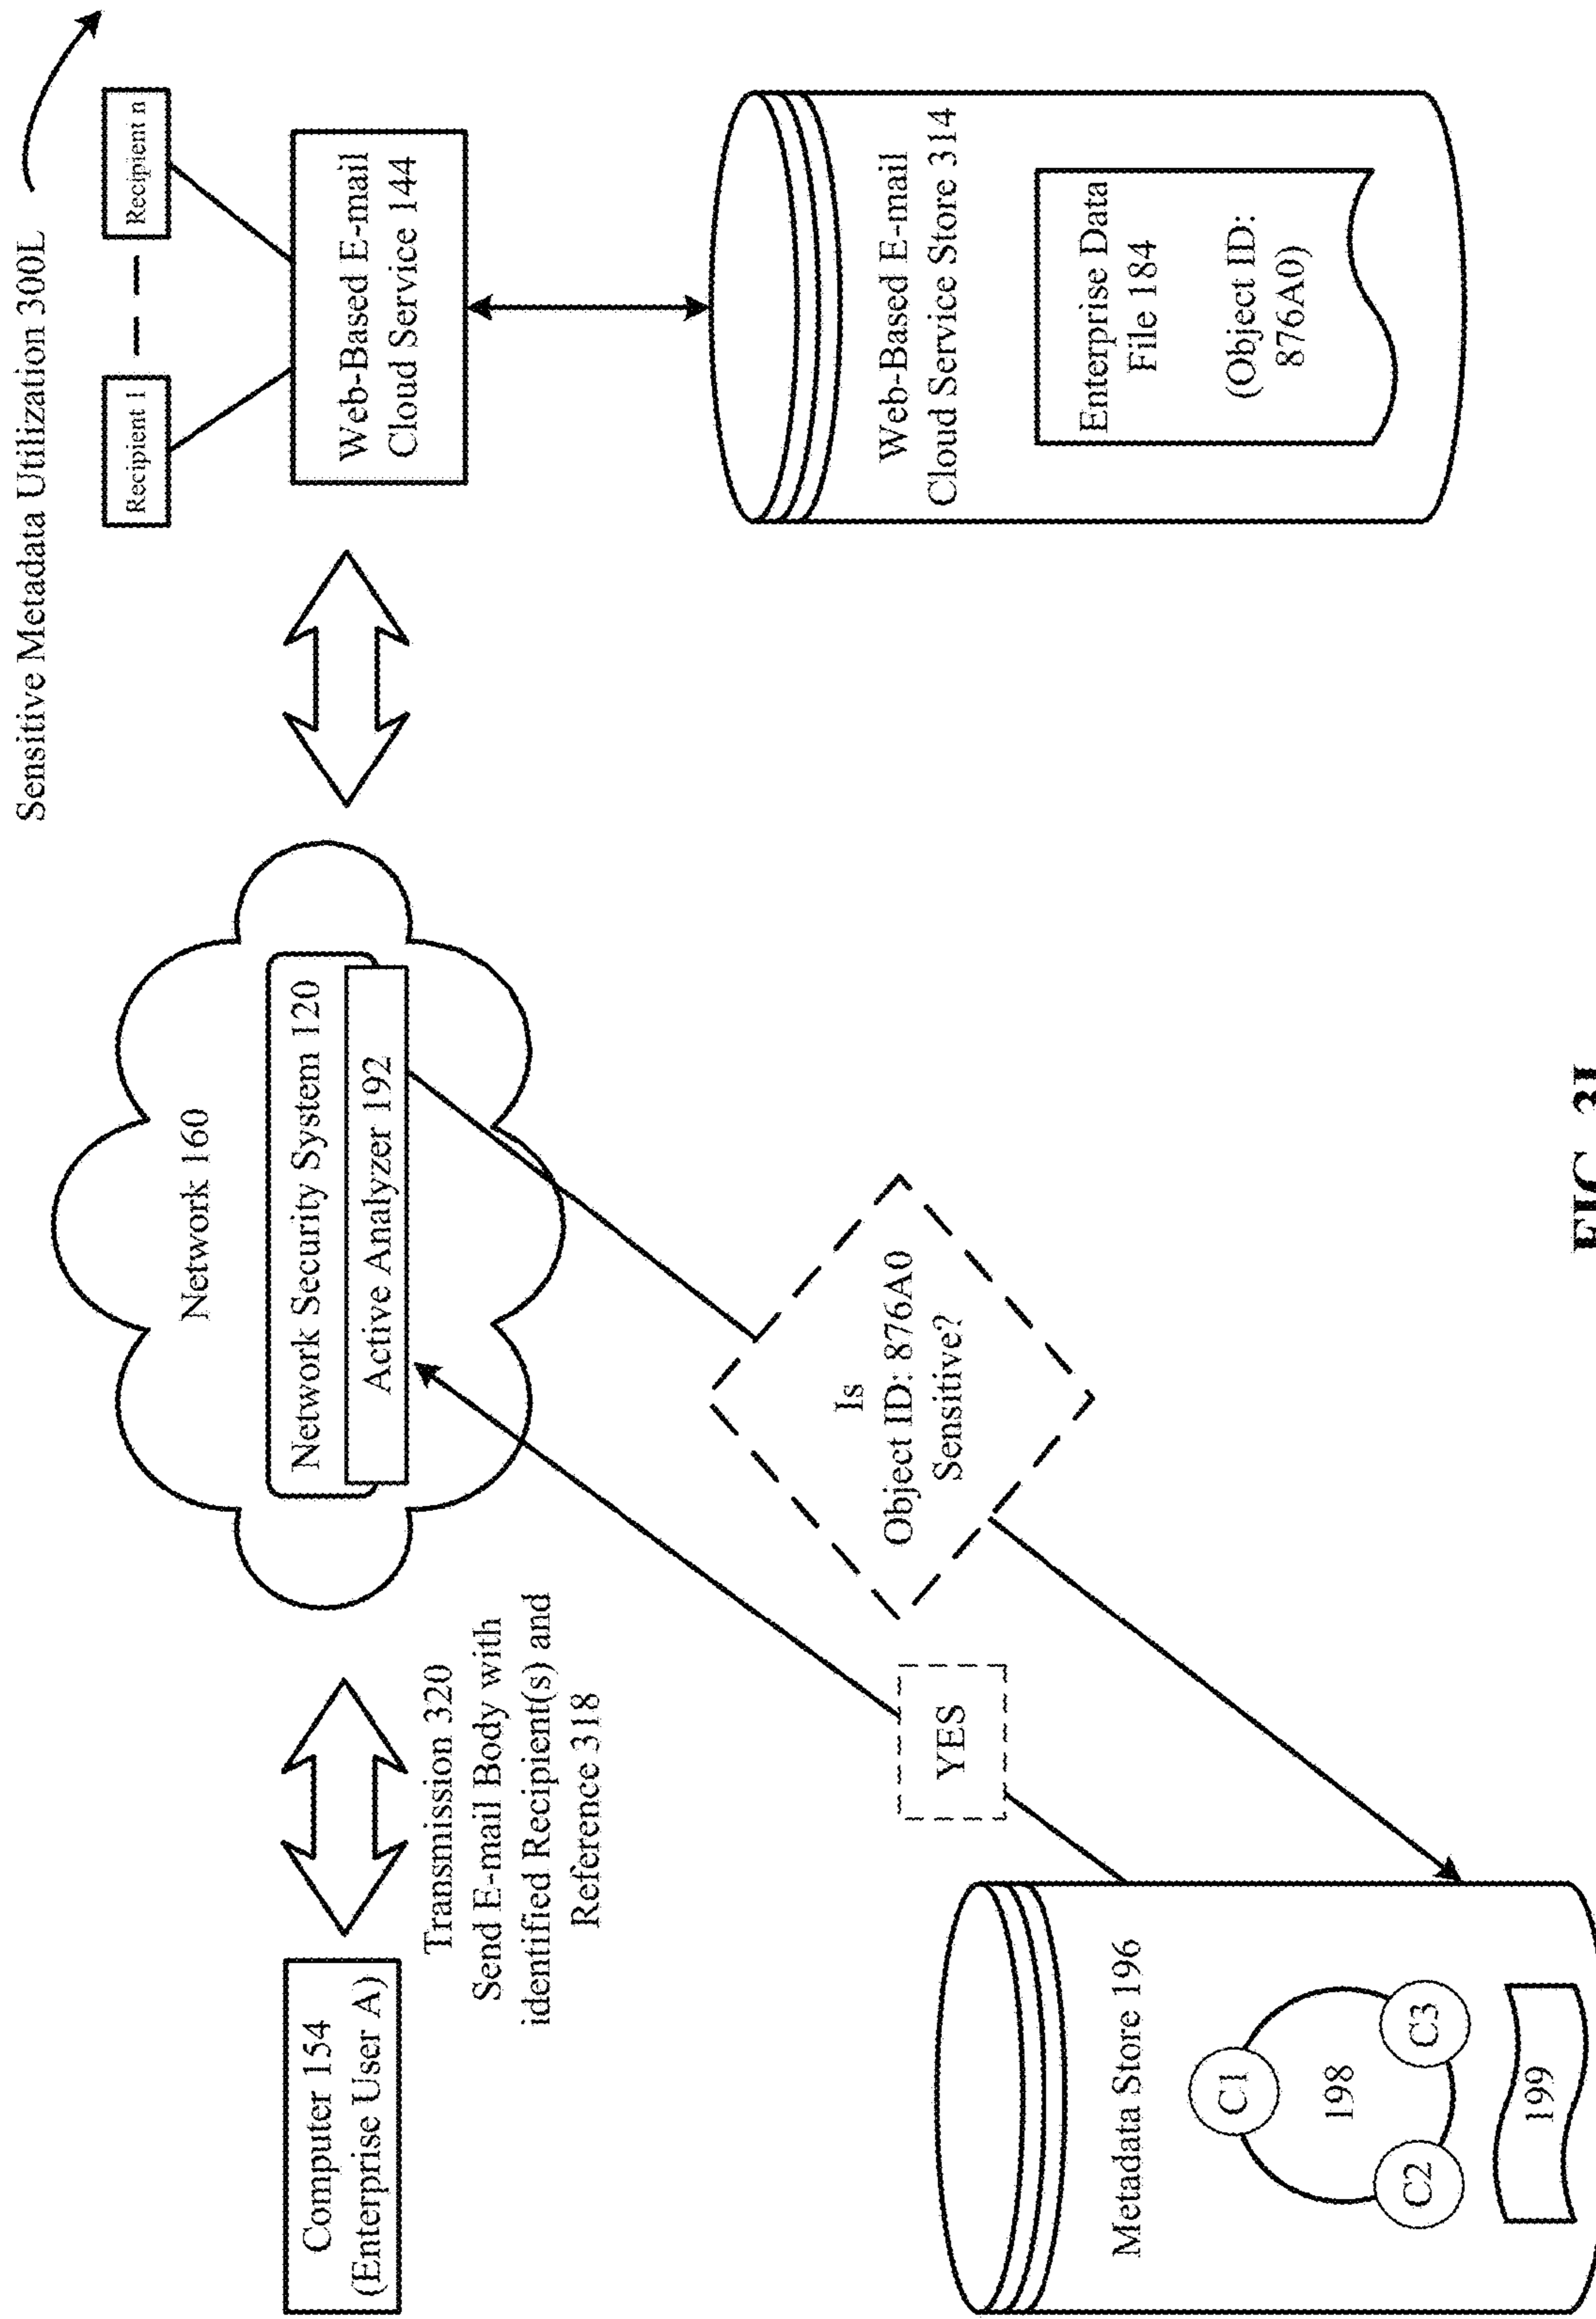 Sensitive Metadata Utilization 300L
Computer 154
(Enterprise User A)
Transmission 320
Send E-mail Body with
identified Recipient(s) and
Reference 318
Network 160
Network Security System 120
Active Analyzer 192
Recipient 1
Recipient n
Web-Based E-mail
Cloud Service 144
Web-Based E-mail
Cloud Service Store 314
Enterprise Data
File 184
(Object ID:
876A0)
Is
Object ID: 876A0
Sensitive?
YES
Metadata Store 196
C1
198
C2
C3
199